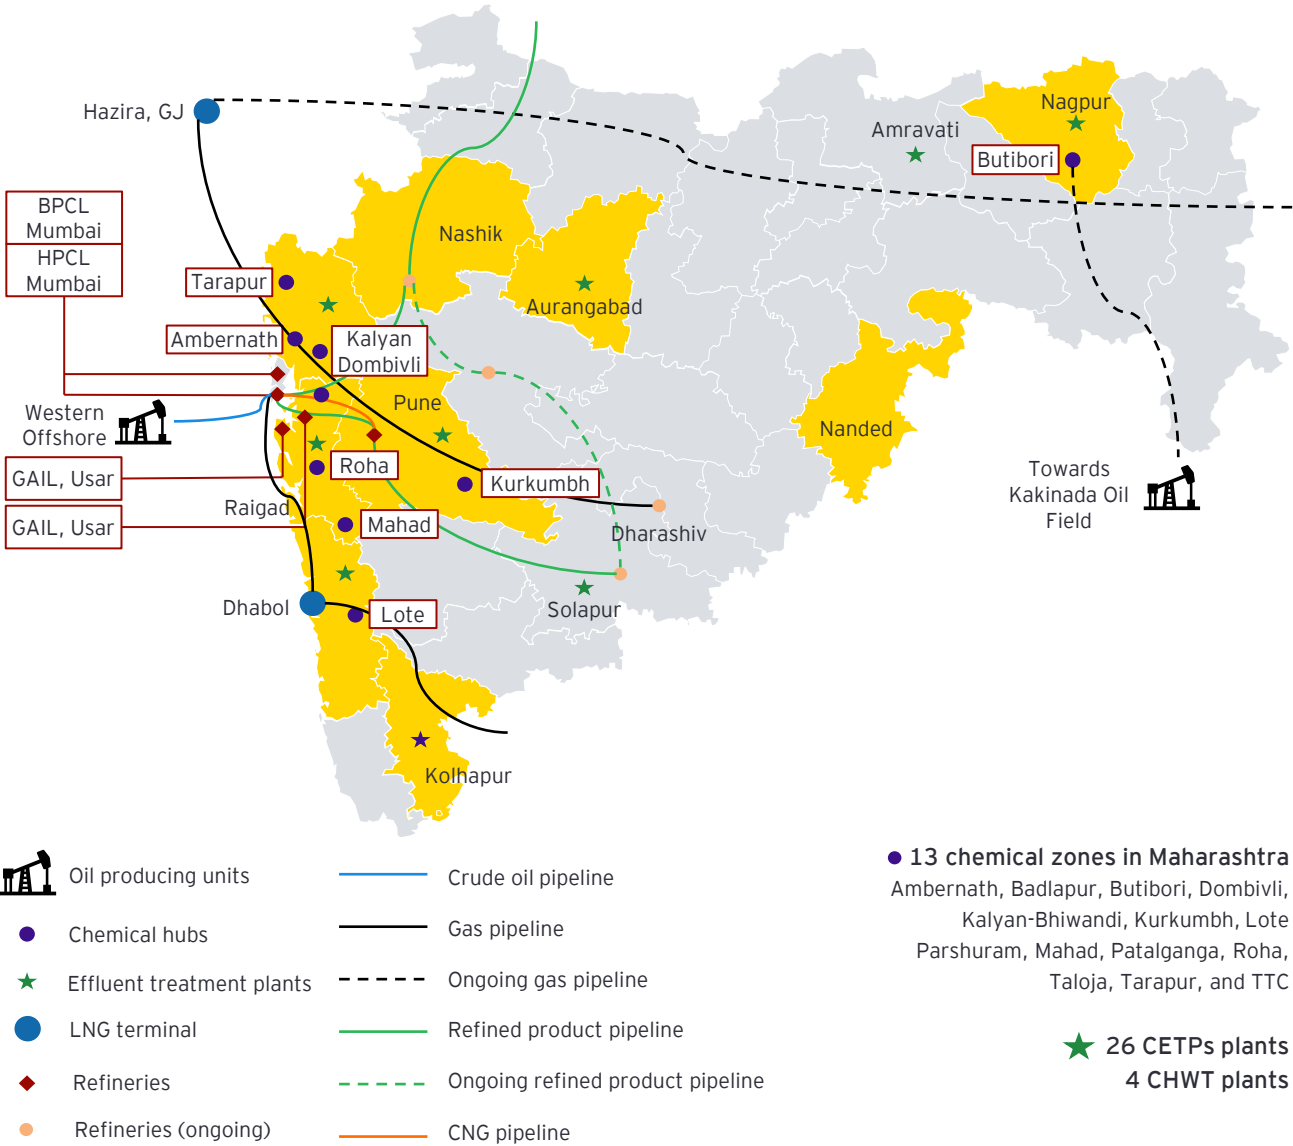 Hazira, GJ
Nagpur
Amravati
Butibori
BPCL
Mumbai
HPCL
Mumbai
Nashik
Tarapur
Aurangabad
Ambernath
Kalyan
Dombivli
Pune
Western
Offshore
Nanded
Roha
GAIL, Usar
Kurkumbh
Towards
Kakinada Oil
Field
Raigad
GAIL, Usar
Mahad
Dharashiv
Dhabol
Lote
Solapur
Kolhapur
Oil producing units
Chemical hubs
Effluent treatment plants
LNG terminal
Refineries
Refineries (ongoing)
Crude oil pipeline
Gas pipeline
Ongoing gas pipeline
Refined product pipeline
Ongoing refined product pipeline
CNG pipeline
13 chemical zones in Maharashtra
Ambernath, Badlapur, Butibori, Dombivli,
Kalyan-Bhiwandi, Kurkumbh, Lote
Parshuram, Mahad, Patalganga, Roha,
Taloja, Tarapur, and TTC
26 CETPs plants
4 CHWT plants